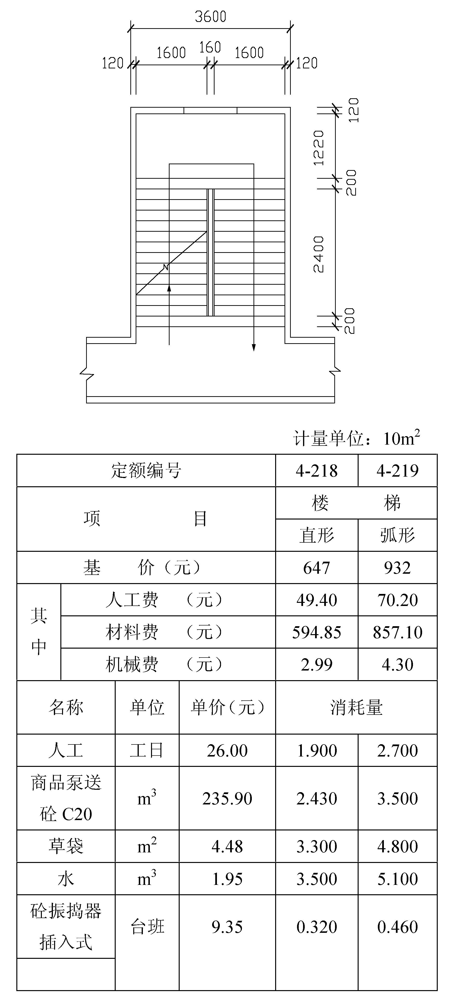 3600
1600 160 1600
120 120
120
1220
200
2400
200
N
计量单位：10m²
定额编号 4-218 4-219
项 目 楼 梯
直形 弧形
基 价（元） 647 932
其中 人工费 （元） 49.40 70.20
材料费 （元） 594.85 857.10
机械费 （元） 2.99 4.30
名称 单位 单价（元） 消耗量
人工 工日 26.00 1.900 2.700
商品泵送
砼 C20 m³ 235.90 2.430 3.500
草袋 m² 4.48 3.300 4.800
水 m³ 1.95 3.500 5.100
砼振捣器
插入式 台班 9.35 0.320 0.460